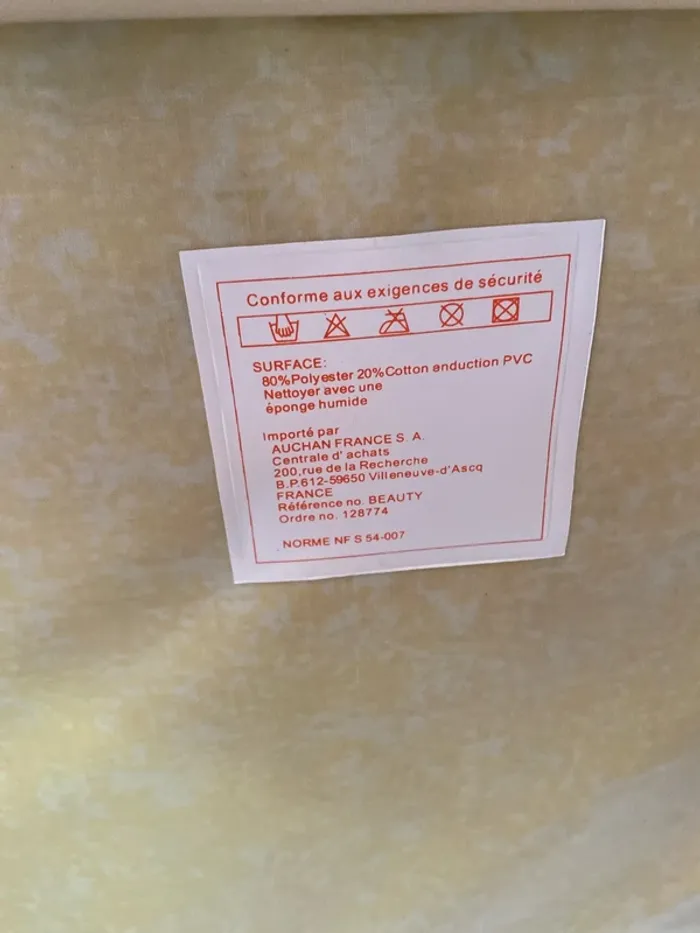 Conforme aux exigences de sécurité
SURFACE:
80%Polyester 20%Cotton enduction PVC
Nettoyer avec une
éponge humide
Importé par
AUCHAN FRANCE S. A.
Centrale d' achats
200,rue de la Recherche
B.P.612-59650 Villeneuve-d'Ascq
FRANCE
Référence no. BEAUTY
Ordre no. 128774
NORME NF S 54-007